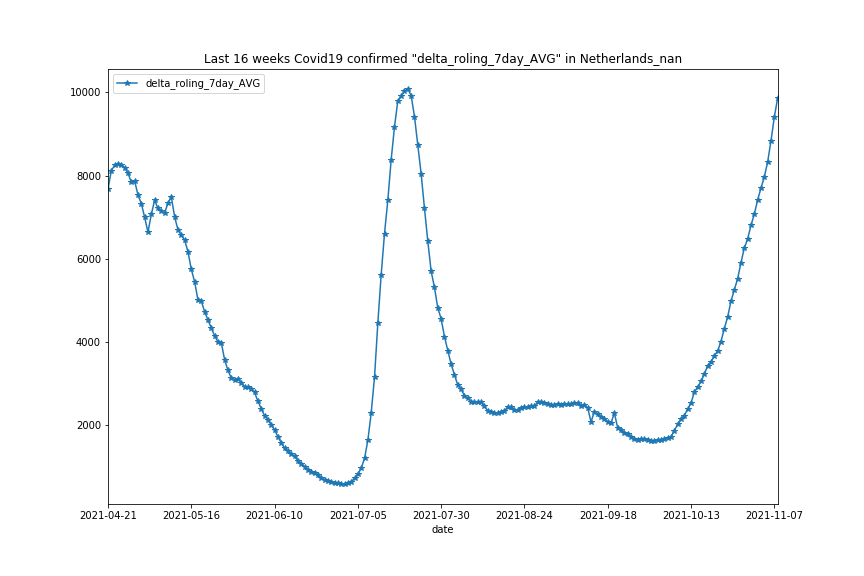 Last 16 weeks Covid19 confirmed "delta_roling_7day_AVG" in Netherlands_nan
delta_roling_7day_AVG
10000
8000
6000
4000
2000
2021-04-21 2021-05-16 2021-06-10 2021-07-05 2021-07-30 2021-08-24 2021-09-18 2021-10-13 2021-11-07
date